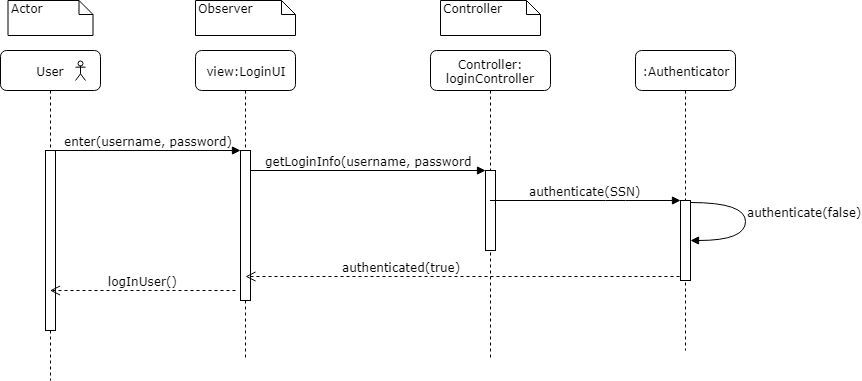 Actor
Observer
Controller
User
view:LoginUI
Controller:
loginController
:Authenticator
enter(username, password)
getLoginInfo(username, password
authenticate(SSN)
authenticate(false)
authenticated(true)
logInUser()